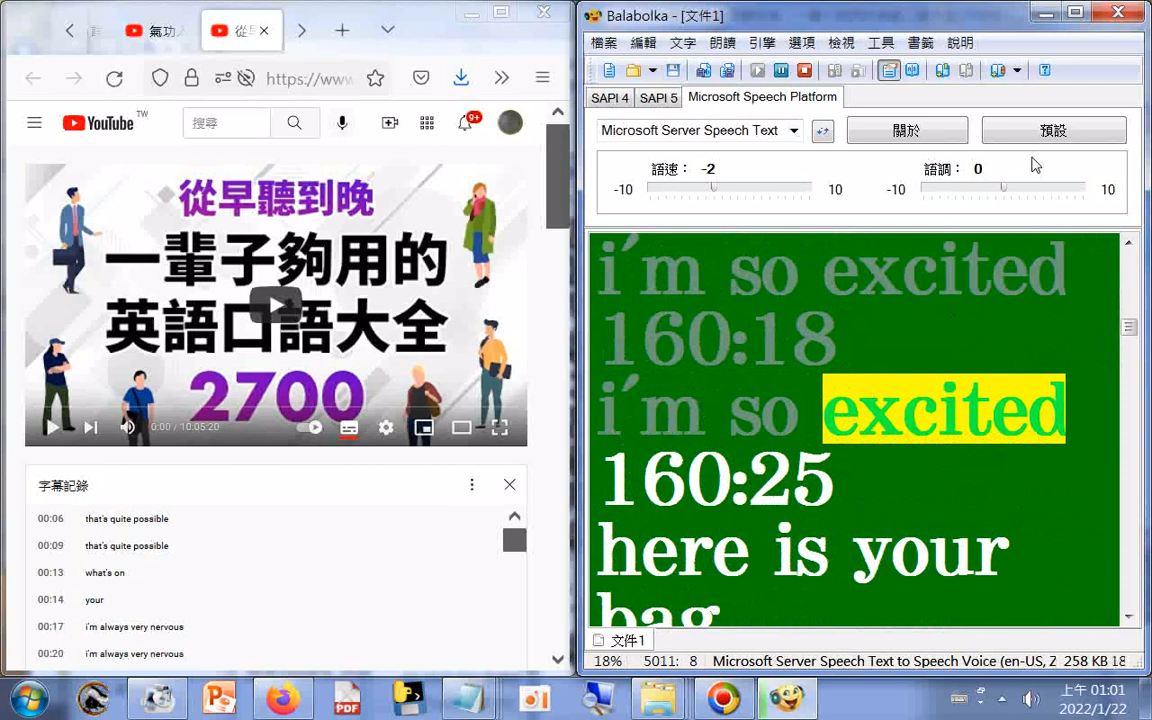 氣功人
從
https://www
YouTube TW
搜尋
9+
從早聽到晚
一輩子夠用的
英語口語大全
2700
0:00 / 10:05:20
字幕記錄
00:06 that's quite possible
00:09 that's quite possible
00:13 what's on
00:14 your
00:17 i'm always very nervous
00:20 i'm always very nervous
Balabolka - [文件1]
檔案 編輯 文字 朗讀 引擎 選項 檢視 工具 書籤 說明
SAPI 4 SAPI 5 Microsoft Speech Platform
Microsoft Server Speech Text 關於 預設
語速： -2 語調： 0
-10 10 -10 10
i´m so excited
160:18
i´m so excited
160:25
here is your
bag
文件1
18% 5011: 8 Microsoft Server Speech Text to Speech Voice (en-US, Z 258 KB 18
PDF
上午 01:01
2022/1/22